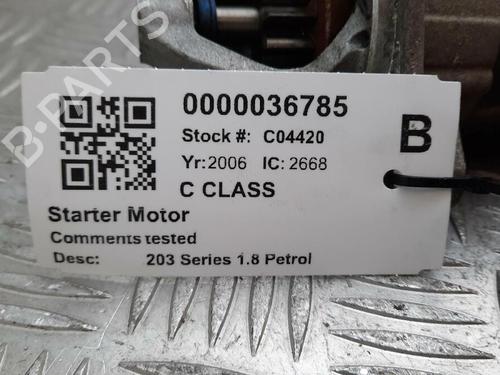 0000036785
Stock #: C04420
B
Yr:2006 IC:2668
C CLASS
Starter Motor
Comments tested
Desc: 203 Series 1.8 Petrol
B-PARTS